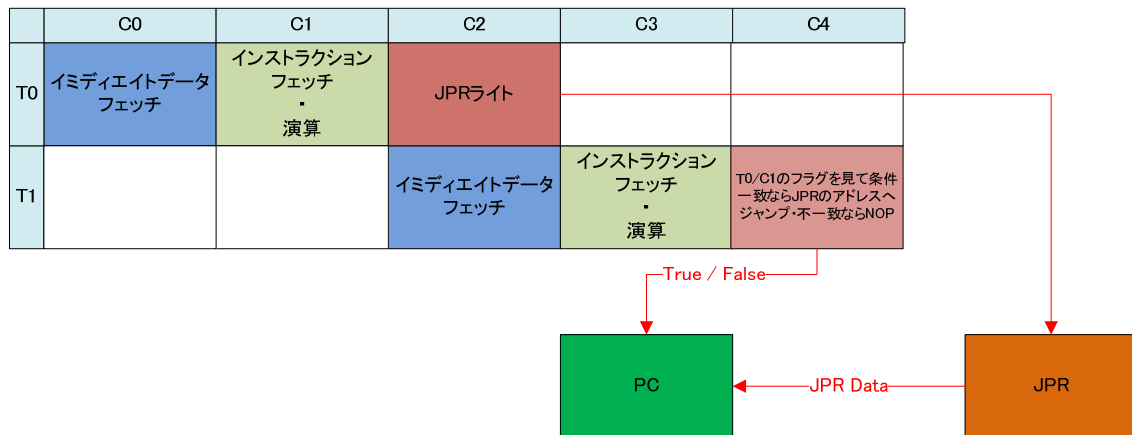 C0
C1
C2
C3
C4
T0
イミディエイトデータ
フェッチ
インストラクション
フェッチ
・
演算
JPRライト
T1
イミディエイトデータ
フェッチ
インストラクション
フェッチ
・
演算
T0/C1のフラグを見て条件
一致ならJPRのアドレスへ
ジャンプ・不一致ならNOP
True / False
PC
JPR Data
JPR